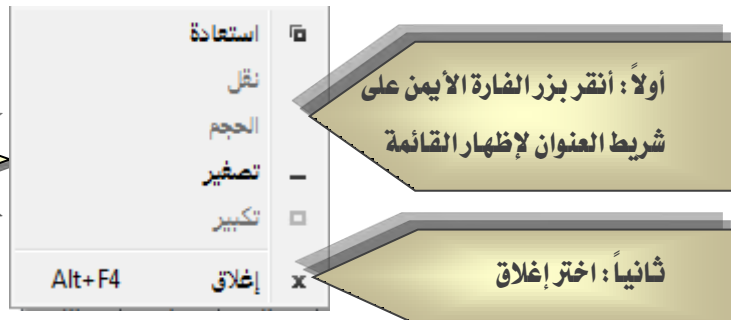 استعادة
نقل
الحجم
تصغير
تكبير
إغلاق Alt+F4
أولاً : أنقر بزر الفارة الأيمن على
شريط العنوان لإظهار القائمة
ثانياً : اختر إغلاق